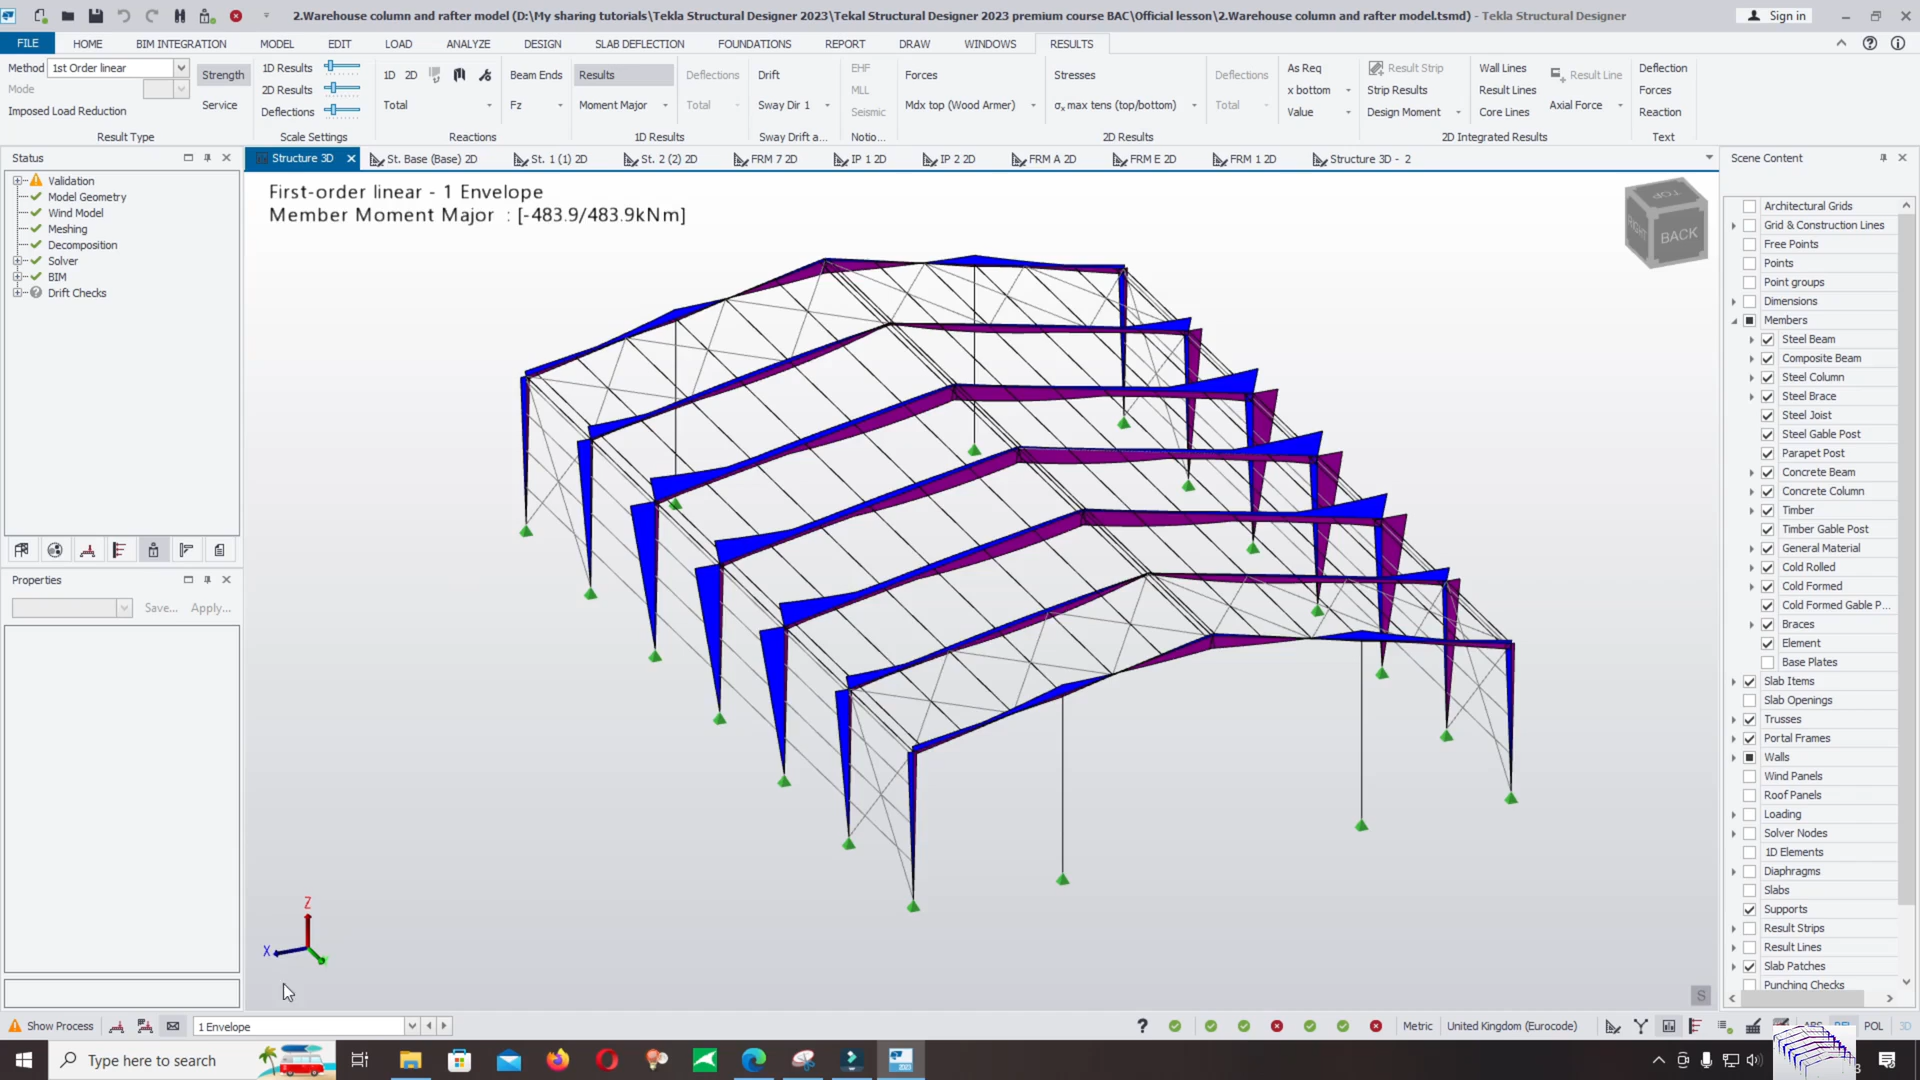 2.Warehouse column and rafter model (D:\My sharing tutorials\Tekla Structural Designer 2023\Tekal Structural Designer 2023 premium course BAC\Official lesson\2.Warehouse column and rafter model.tsmd) - Tekla Structural Designer
Sign in
FILE HOME BIM INTEGRATION MODEL EDIT LOAD ANALYZE DESIGN SLAB DEFLECTION FOUNDATIONS REPORT DRAW WINDOWS RESULTS
Method 1st Order linear Strength 1D Results 1D 2D Beam Ends Results Deflections Drift EHF Forces Stresses Deflections As Req Result Strip Wall Lines Result Line Deflection
Mode 2D Results MLL x bottom Strip Results Result Lines Forces
Imposed Load Reduction Service Deflections Total Fz Moment Major Total Sway Dir 1 Seismic Mdx top (Wood Armer) σx max tens (top/bottom) Total Value Design Moment Core Lines Axial Force Reaction
Result Type Scale Settings Reactions 1D Results Sway Drift a... Notio... 2D Results 2D Integrated Results Text
Status
Structure 3D St. Base (Base) 2D St. 1 (1) 2D St. 2 (2) 2D FRM 7 2D IP 1 2D IP 2 2D FRM A 2D FRM E 2D FRM 1 2D Structure 3D - 2
Scene Content
Validation
Model Geometry
Wind Model
Meshing
Decomposition
Solver
BIM
Drift Checks
Properties
Save... Apply...
First-order linear - 1 Envelope
Member Moment Major : [-483.9/483.9kNm]
TOP
RIGHT
BACK
Z
X
S
Architectural Grids
Grid & Construction Lines
Free Points
Points
Point groups
Dimensions
Members
Steel Beam
Composite Beam
Steel Column
Steel Brace
Steel Joist
Steel Gable Post
Parapet Post
Concrete Beam
Concrete Column
Timber
Timber Gable Post
General Material
Cold Rolled
Cold Formed
Cold Formed Gable P...
Braces
Element
Base Plates
Slab Items
Slab Openings
Trusses
Portal Frames
Walls
Wind Panels
Roof Panels
Loading
Solver Nodes
1D Elements
Diaphragms
Slabs
Supports
Result Strips
Result Lines
Slab Patches
Punching Checks
Show Process 1 Envelope Metric United Kingdom (Eurocode) POL 3D
Type here to search